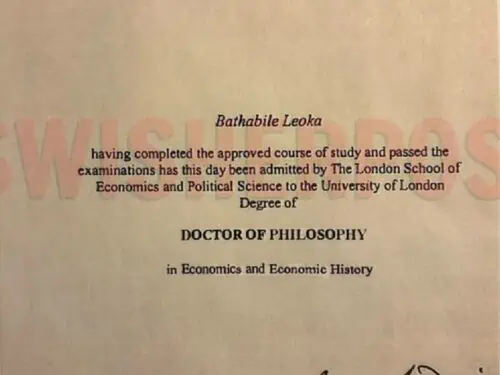 Bathabile Leoka
having completed the approved course of study and passed the
examinations has this day been admitted by The London School of
Economics and Political Science to the University of London
Degree of
DOCTOR OF PHILOSOPHY
in Economics and Economic History
SWISHERPOS